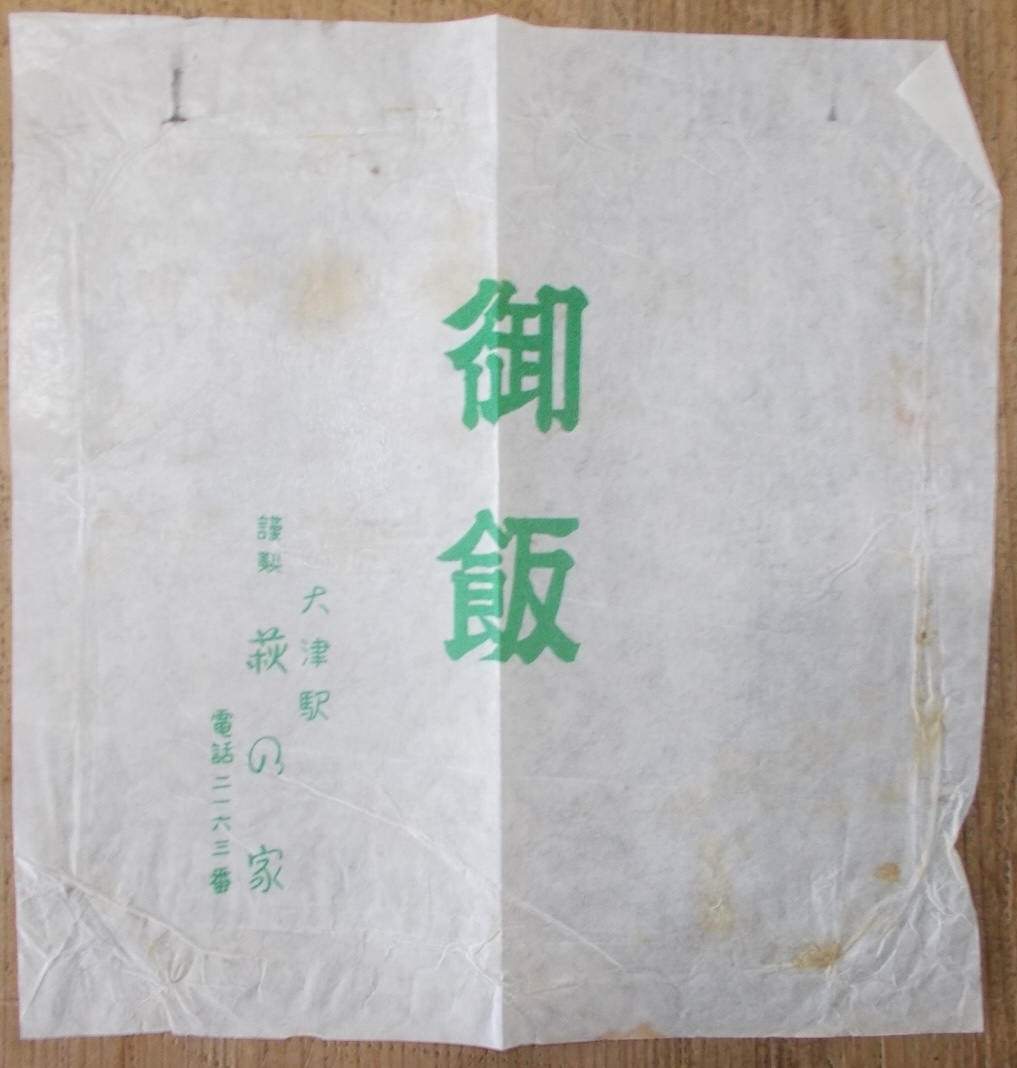 御飯
大津駅
謹製 萩の家
電話二一六三番